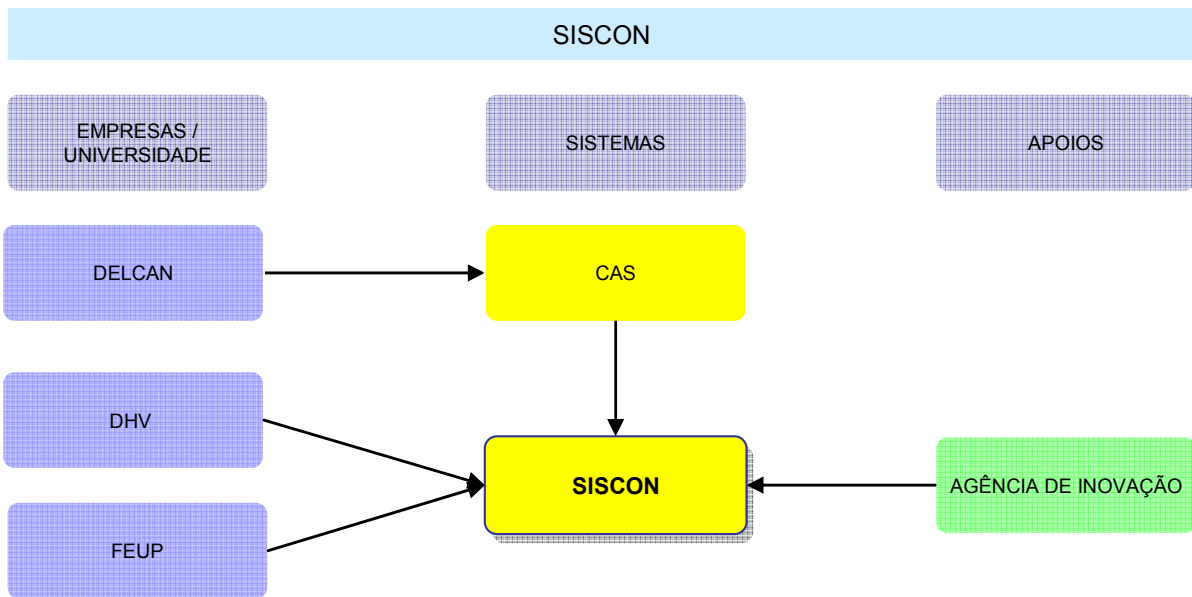 SISCON
EMPRESAS /
UNIVERSIDADE
SISTEMAS
APOIOS
DELCAN
CAS
DHV
SISCON
AGÊNCIA DE INOVAÇÃO
FEUP